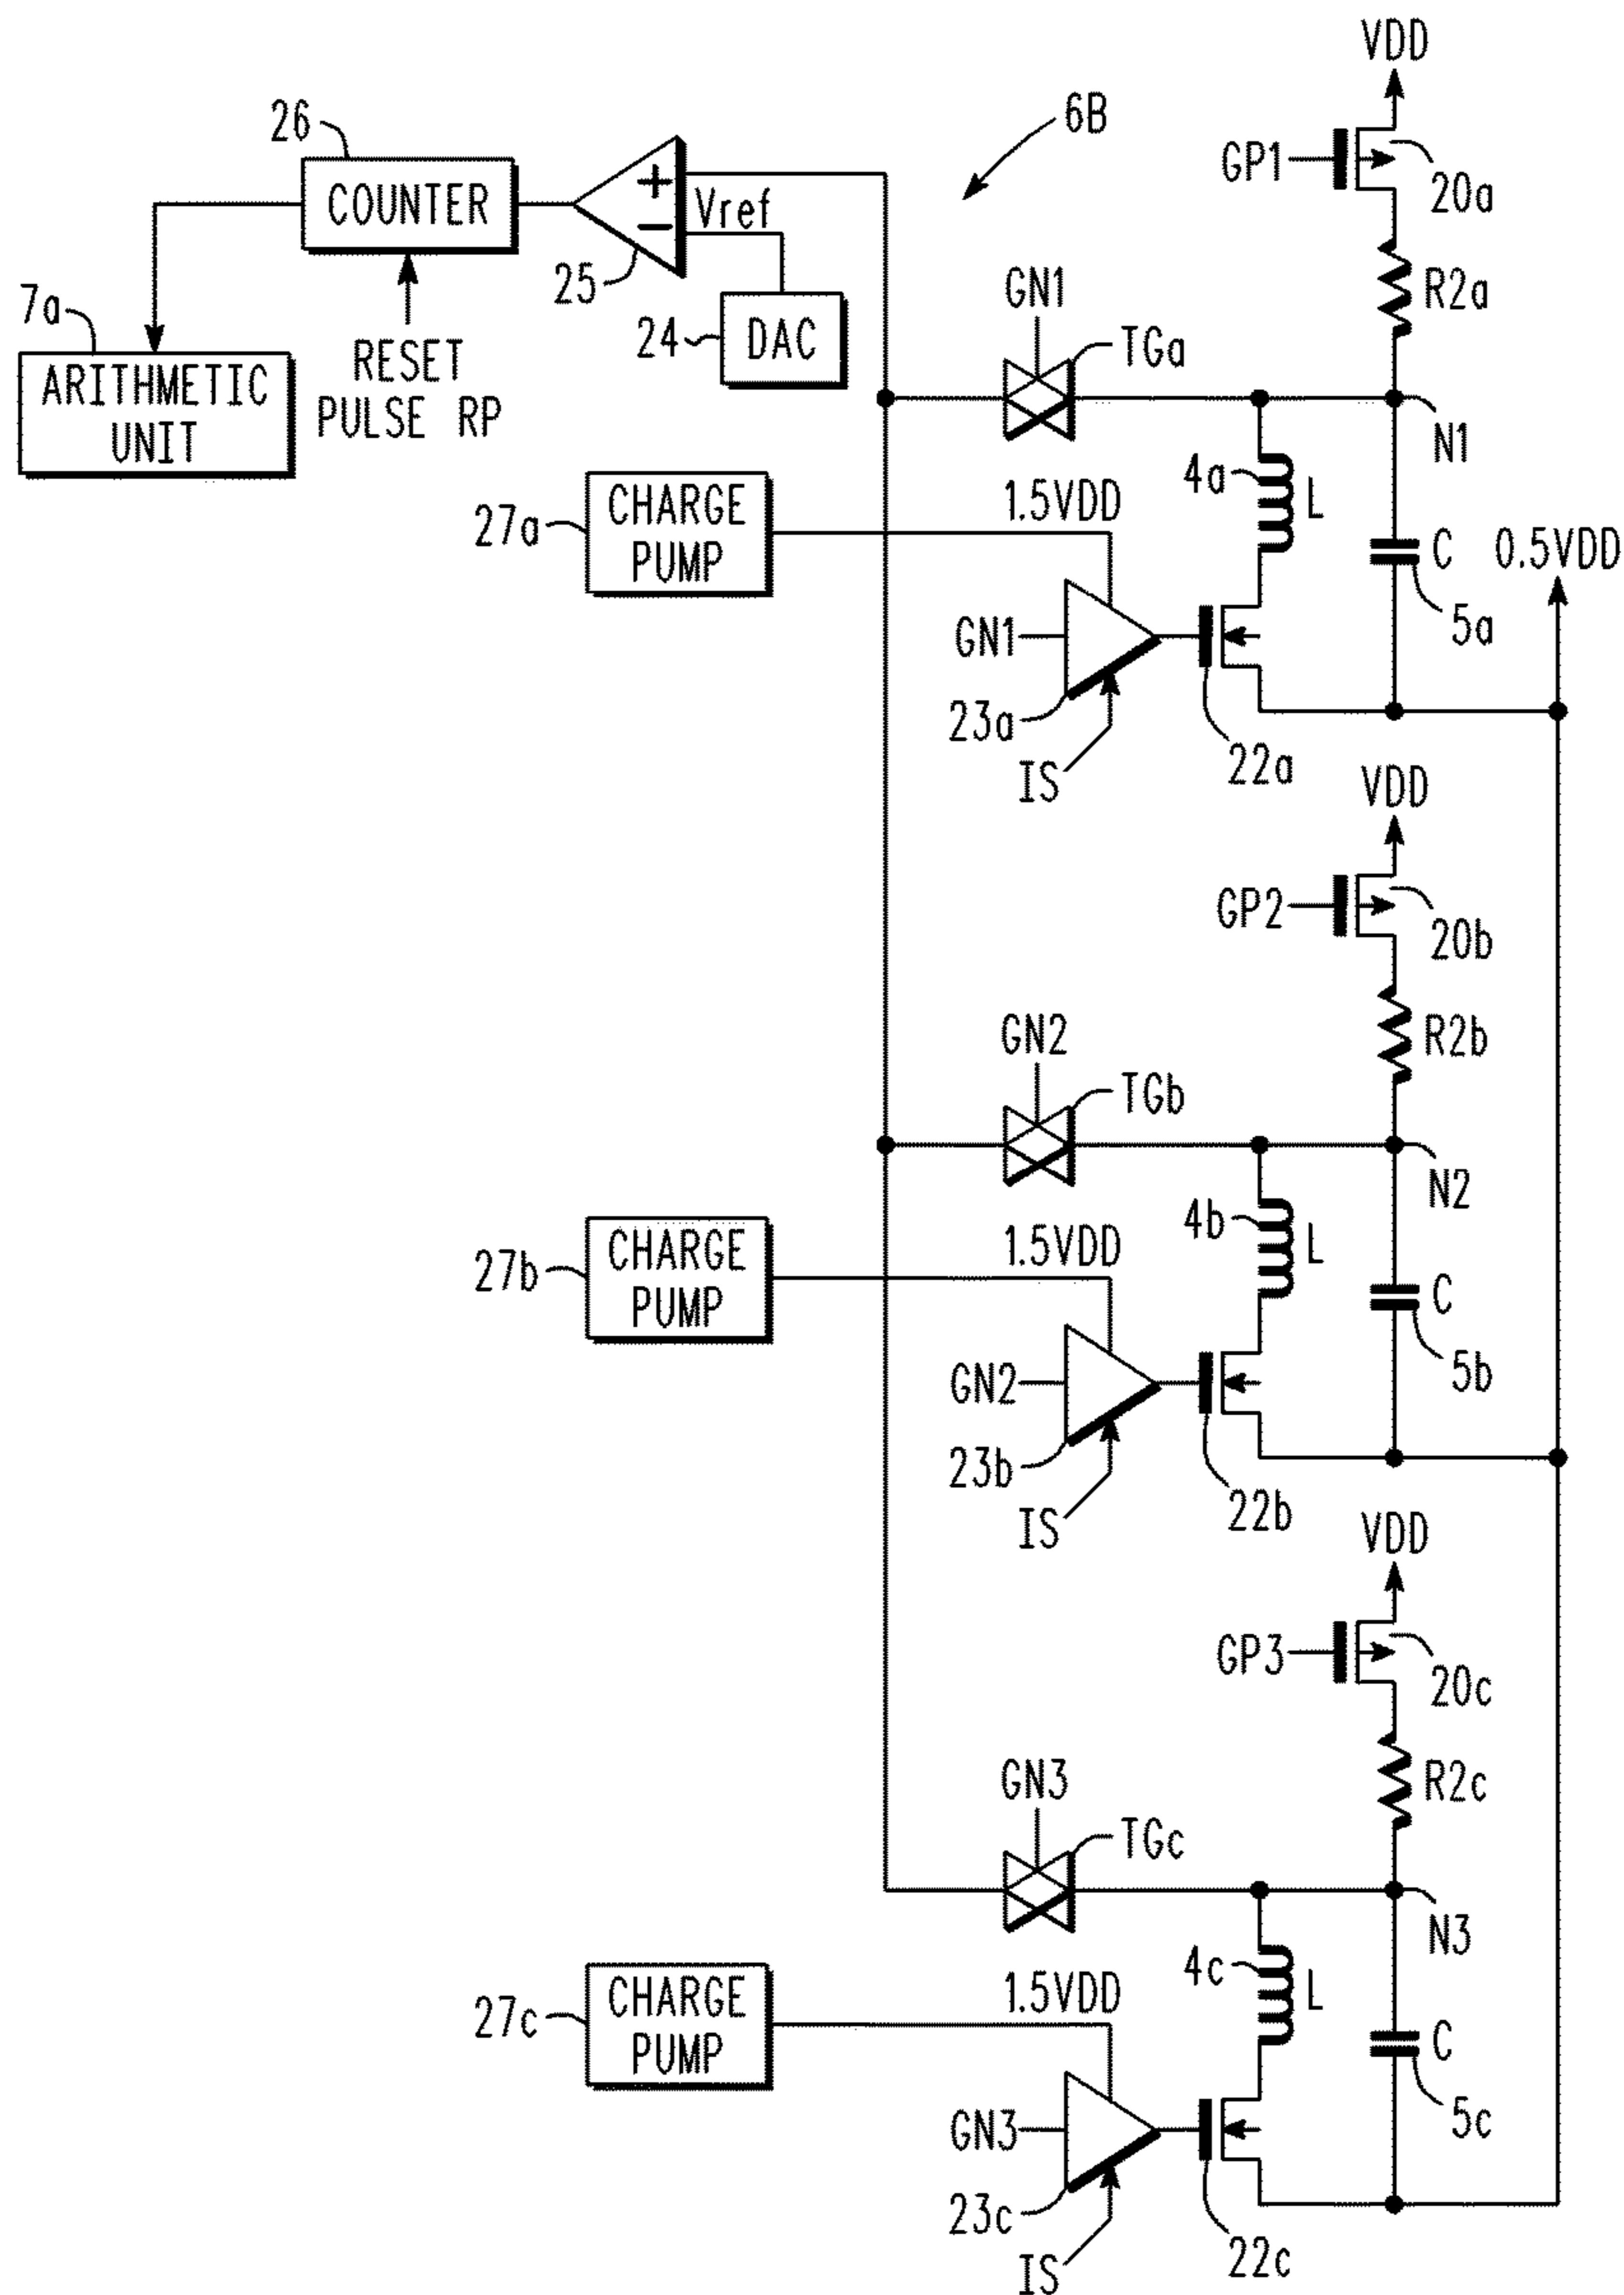 VDD
6B
26
GP1
20a
COUNTER
+
−
Vref
25
R2a
7a
GN1
24
DAC
TGa
ARITHMETIC
UNIT
RESET
PULSE RP
N1
CHARGE
PUMP
27a
1.5VDD
4a
L
C
0.5VDD
5a
GN1
23a
IS
22a
VDD
GP2
20b
R2b
GN2
TGb
N2
CHARGE
PUMP
27b
1.5VDD
4b
L
C
5b
GN2
23b
IS
22b
VDD
GP3
20c
R2c
GN3
TGc
N3
CHARGE
PUMP
27c
1.5VDD
4c
L
C
5c
GN3
23c
IS
22c